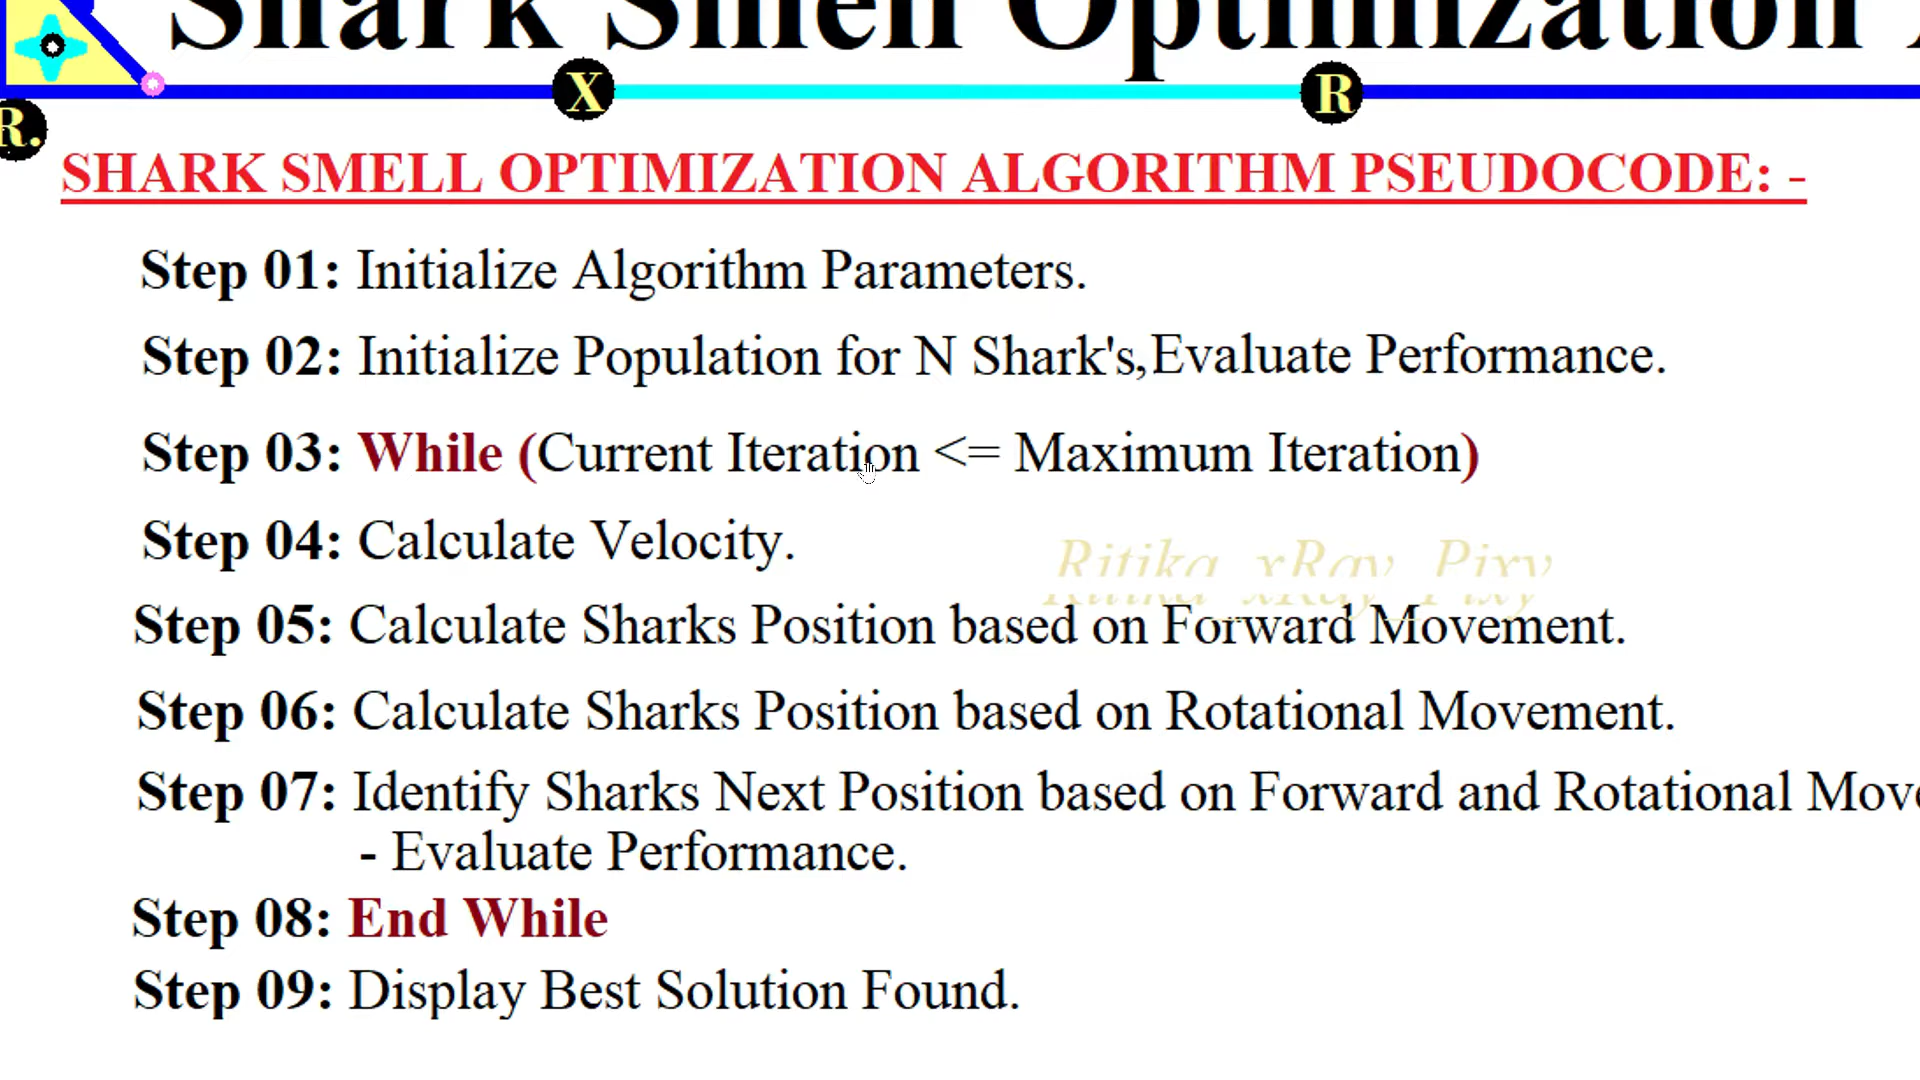 Shark Smell Optimization
X R
R.
SHARK SMELL OPTIMIZATION ALGORITHM PSEUDOCODE: -
Step 01: Initialize Algorithm Parameters.
Step 02: Initialize Population for N Shark's,Evaluate Performance.
Step 03: While (Current Iteration <= Maximum Iteration)
Step 04: Calculate Velocity.
Ritika xRay Pixy
Step 05: Calculate Sharks Position based on Forward Movement.
Step 06: Calculate Sharks Position based on Rotational Movement.
Step 07: Identify Sharks Next Position based on Forward and Rotational
- Evaluate Performance.
Step 08: End While
Step 09: Display Best Solution Found.